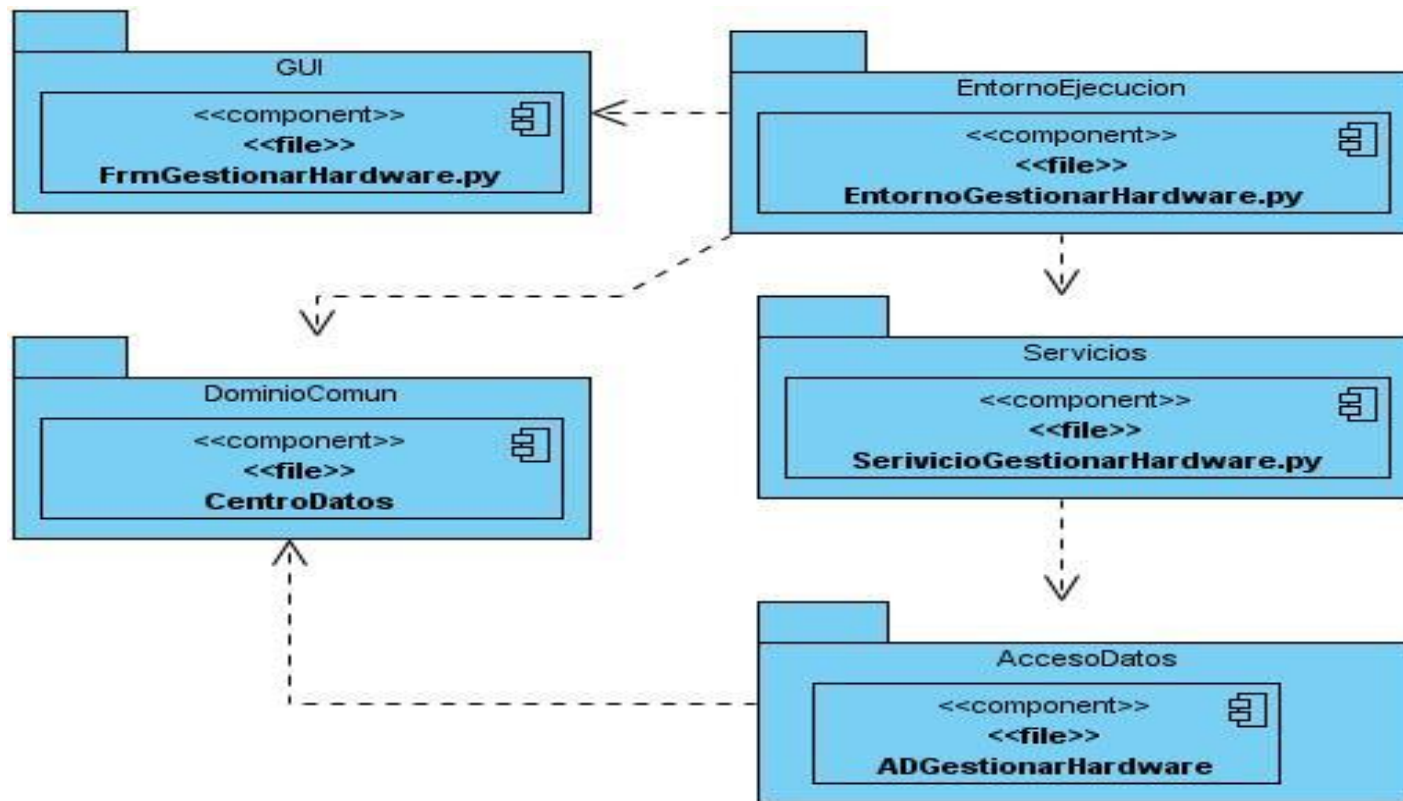 GUI
<<component>>
<<file>>
FrmGestionarHardware.py
EntornoEjecucion
<<component>>
<<file>>
EntornoGestionarHardware.py
DominioComun
<<component>>
<<file>>
CentroDatos
Servicios
<<component>>
<<file>>
SerivicioGestionarHardware.py
AccesoDatos
<<component>>
<<file>>
ADGestionarHardware